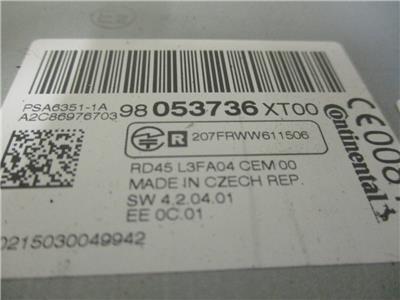 PSA6351-1A
A2C86976703
98 053736 XT00
R 207FRWW611506
RD45 L3FA04 CEM 00
MADE IN CZECH REP.
SW 4.2.04.01
EE 0C.01
0215030049942
CE 008
Continental